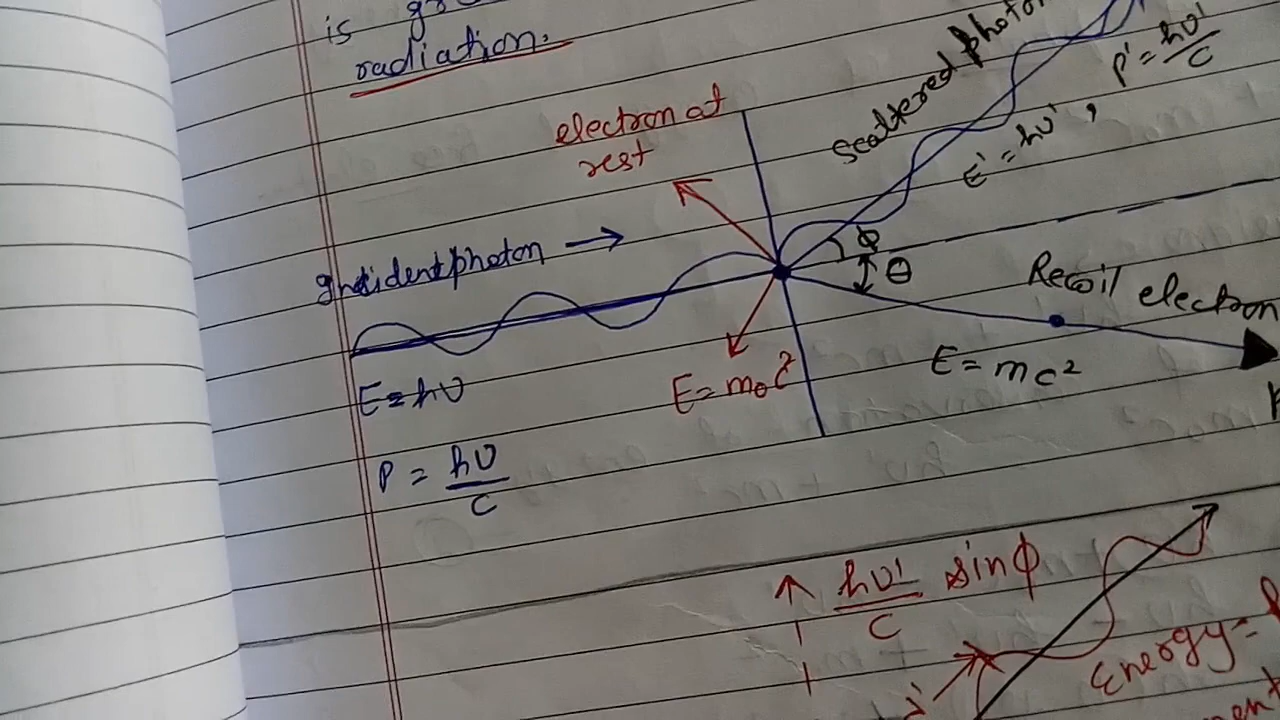 is
radiation.
electron at
rest
Incident photon →
E = hυ
P = hυ/c
E = m₀c²
Scattered photon
E' = hυ', P' = hυ'/c
ϕ
θ
Recoil electron
E = mc²
hυ'/c sinϕ
Energy =